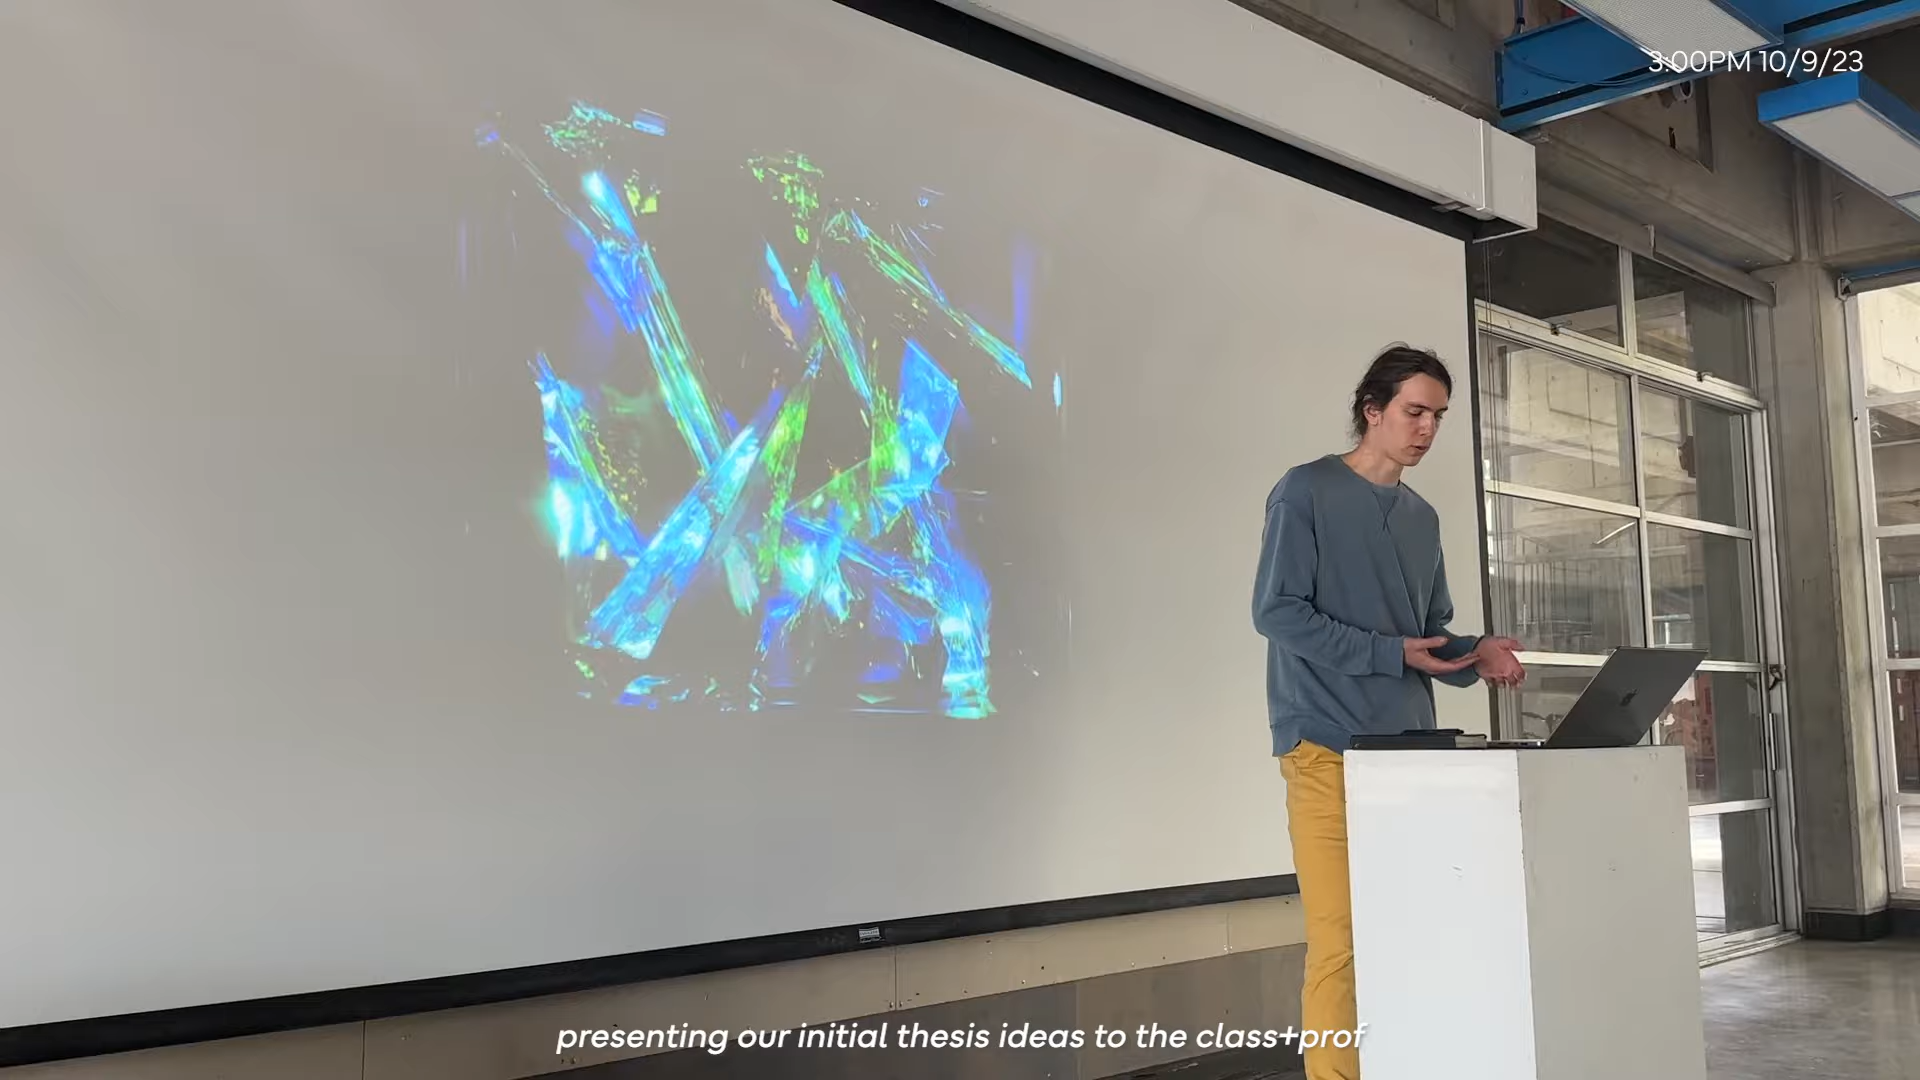 3:00PM 10/9/23
presenting our initial thesis ideas to the class+prof